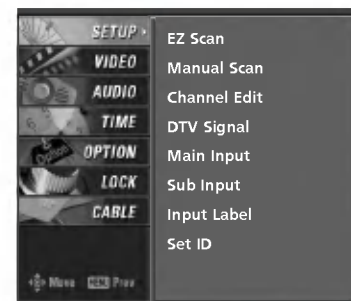 SETUP
VIDEO
AUDIO
TIME
OPTION
Option
LOCK
CABLE
Move MENU Prev
EZ Scan
Manual Scan
Channel Edit
DTV Signal
Main Input
Sub Input
Input Label
Set ID